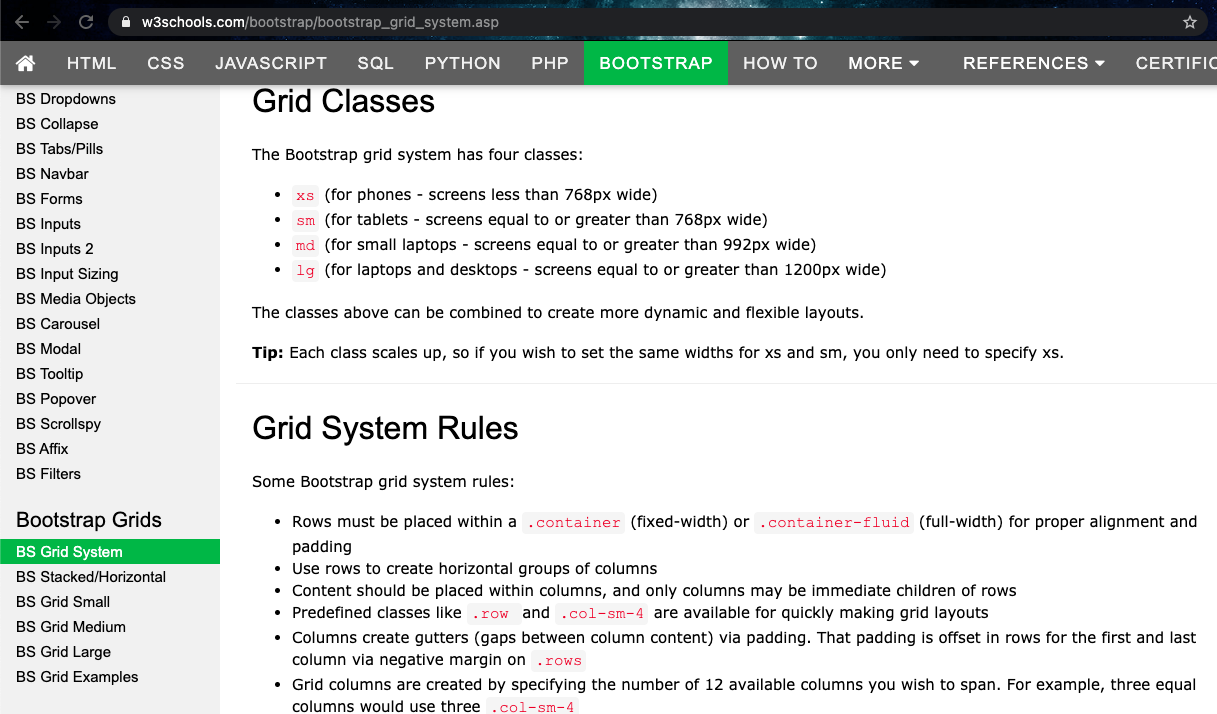 w3schools.com/bootstrap/bootstrap_grid_system.asp
HTML CSS JAVASCRIPT SQL PYTHON PHP BOOTSTRAP HOW TO MORE REFERENCES CERTIFIC
BS Dropdowns
BS Collapse
BS Tabs/Pills
BS Navbar
BS Forms
BS Inputs
BS Inputs 2
BS Input Sizing
BS Media Objects
BS Carousel
BS Modal
BS Tooltip
BS Popover
BS Scrollspy
BS Affix
BS Filters
Bootstrap Grids
BS Grid System
BS Stacked/Horizontal
BS Grid Small
BS Grid Medium
BS Grid Large
BS Grid Examples
Grid Classes
The Bootstrap grid system has four classes:
• xs (for phones - screens less than 768px wide)
• sm (for tablets - screens equal to or greater than 768px wide)
• md (for small laptops - screens equal to or greater than 992px wide)
• lg (for laptops and desktops - screens equal to or greater than 1200px wide)
The classes above can be combined to create more dynamic and flexible layouts.
Tip: Each class scales up, so if you wish to set the same widths for xs and sm, you only need to specify xs.
Grid System Rules
Some Bootstrap grid system rules:
• Rows must be placed within a .container (fixed-width) or .container-fluid (full-width) for proper alignment and
padding
• Use rows to create horizontal groups of columns
• Content should be placed within columns, and only columns may be immediate children of rows
• Predefined classes like .row and .col-sm-4 are available for quickly making grid layouts
• Columns create gutters (gaps between column content) via padding. That padding is offset in rows for the first and last
column via negative margin on .rows
• Grid columns are created by specifying the number of 12 available columns you wish to span. For example, three equal
columns would use three .col-sm-4